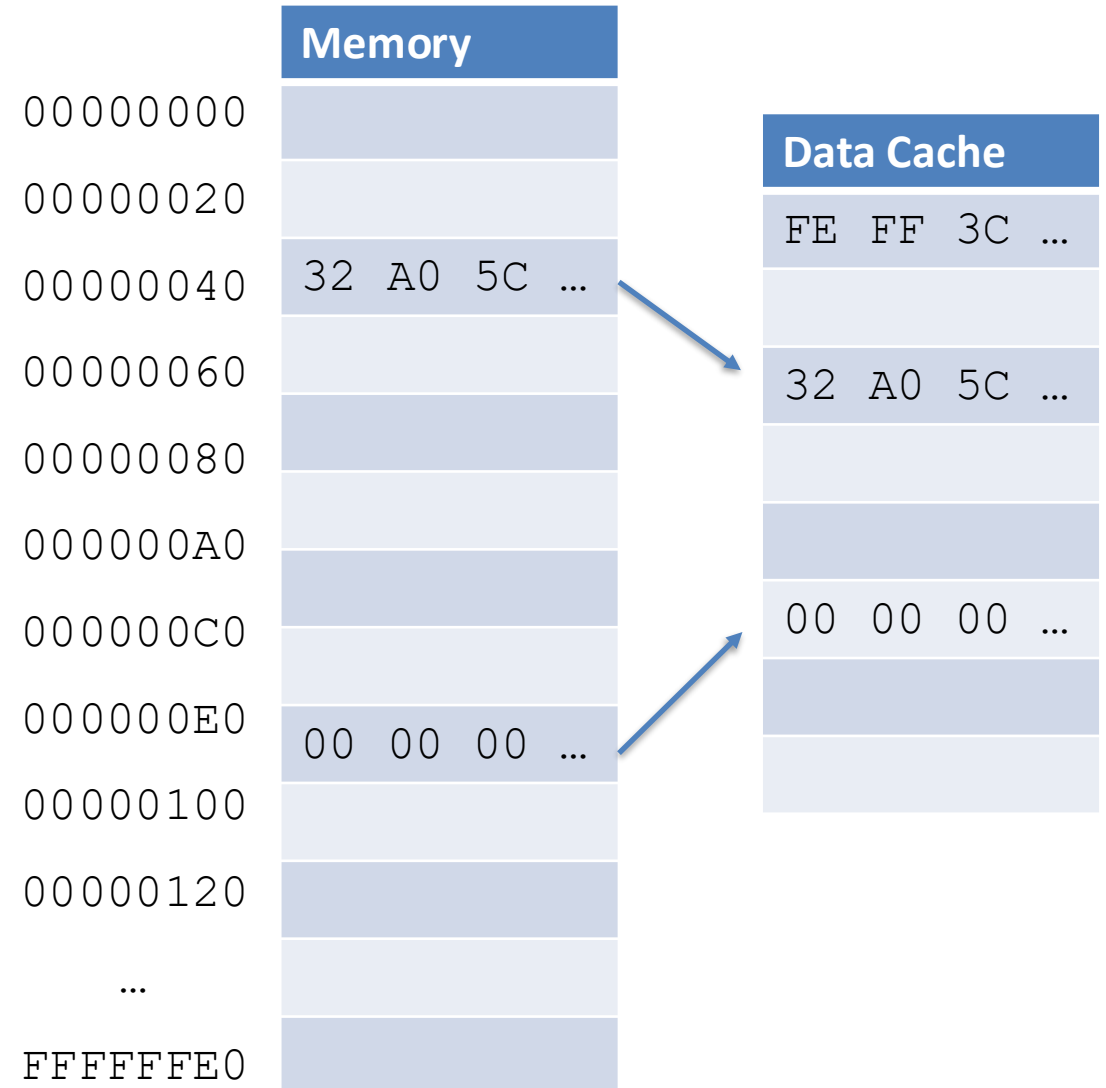 Memory
00000000
00000020
00000040 32 A0 5C …
00000060
00000080
000000A0
000000C0
000000E0 00 00 00 …
00000100
00000120
…
FFFFFFE0
Data Cache
FE FF 3C …
32 A0 5C …
00 00 00 …